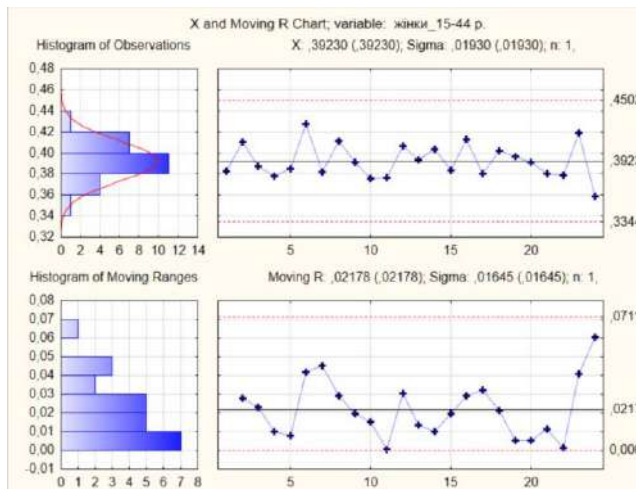 X and Moving R Chart; variable: жінки_15-44 р.
Histogram of Observations
X: ,39230 (,39230); Sigma: ,01930 (,01930); n: 1,
0,48
0,46
0,44
0,42
0,40
0,38
0,36
0,34
0,32
0 2 4 6 8 10 12 14
,4502
,3923
,3344
5 10 15 20
Histogram of Moving Ranges
Moving R: ,02178 (,02178); Sigma: ,01645 (,01645); n: 1,
0,08
0,07
0,06
0,05
0,04
0,03
0,02
0,01
0,00
-0,01
0 1 2 3 4 5 6 7 8
,0711
,0217
0,000
5 10 15 20